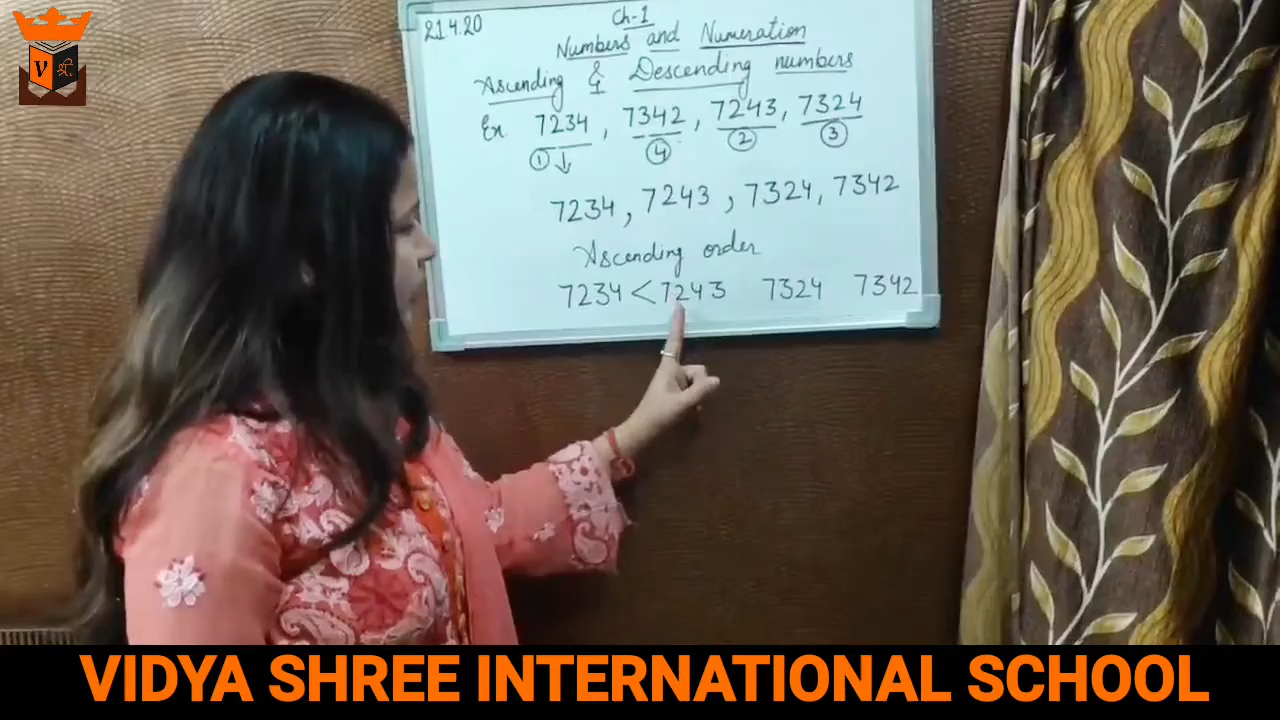 21.4.20
Ch-1
Numbers and Numeration
Ascending & Descending numbers
Ex. 7234, 7342, 7243, 7324
① ↓ ④ ② ③
7234, 7243, 7324, 7342
Ascending order
7234 < 7243 7324 7342
V श्री
VIDYA SHREE INTERNATIONAL SCHOOL